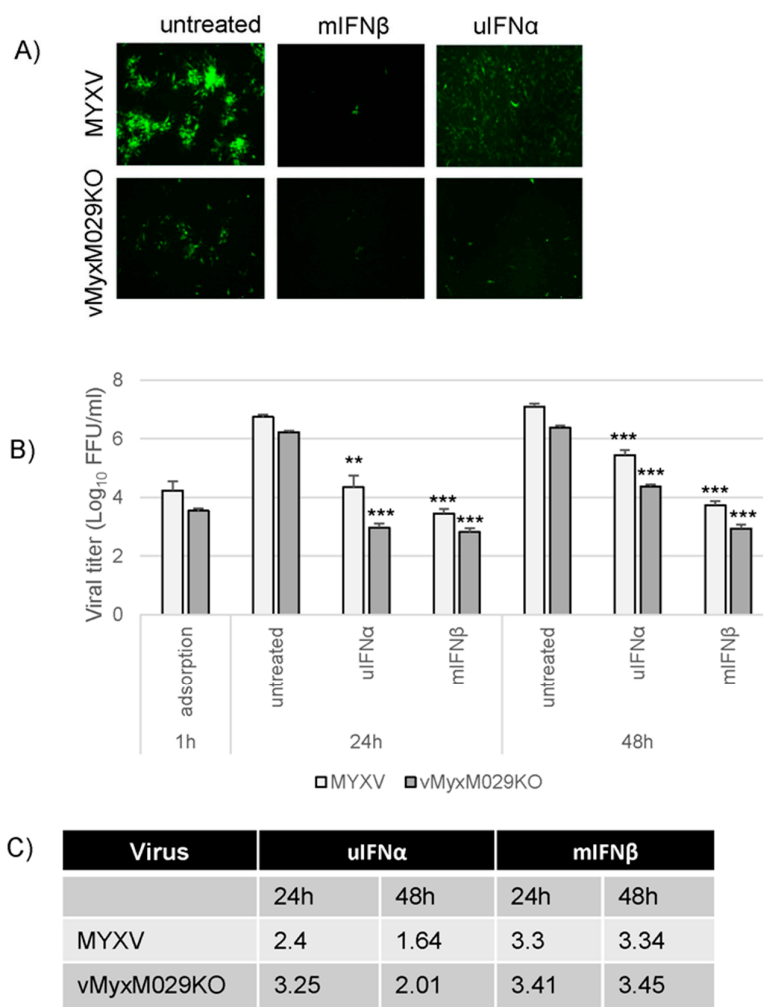 untreated mIFNβ uIFNα
A)
MYXV
vMyxM029KO
B)
Viral titer (Log10 FFU/ml)
8
6
4
2
0
** *** *** *** *** *** *** ***
adsorption untreated uIFNα mIFNβ untreated uIFNα mIFNβ
1h 24h 48h
MYXV vMyxM029KO
C)
Virus uIFNα mIFNβ
24h 48h 24h 48h
MYXV 2.4 1.64 3.3 3.34
vMyxM029KO 3.25 2.01 3.41 3.45